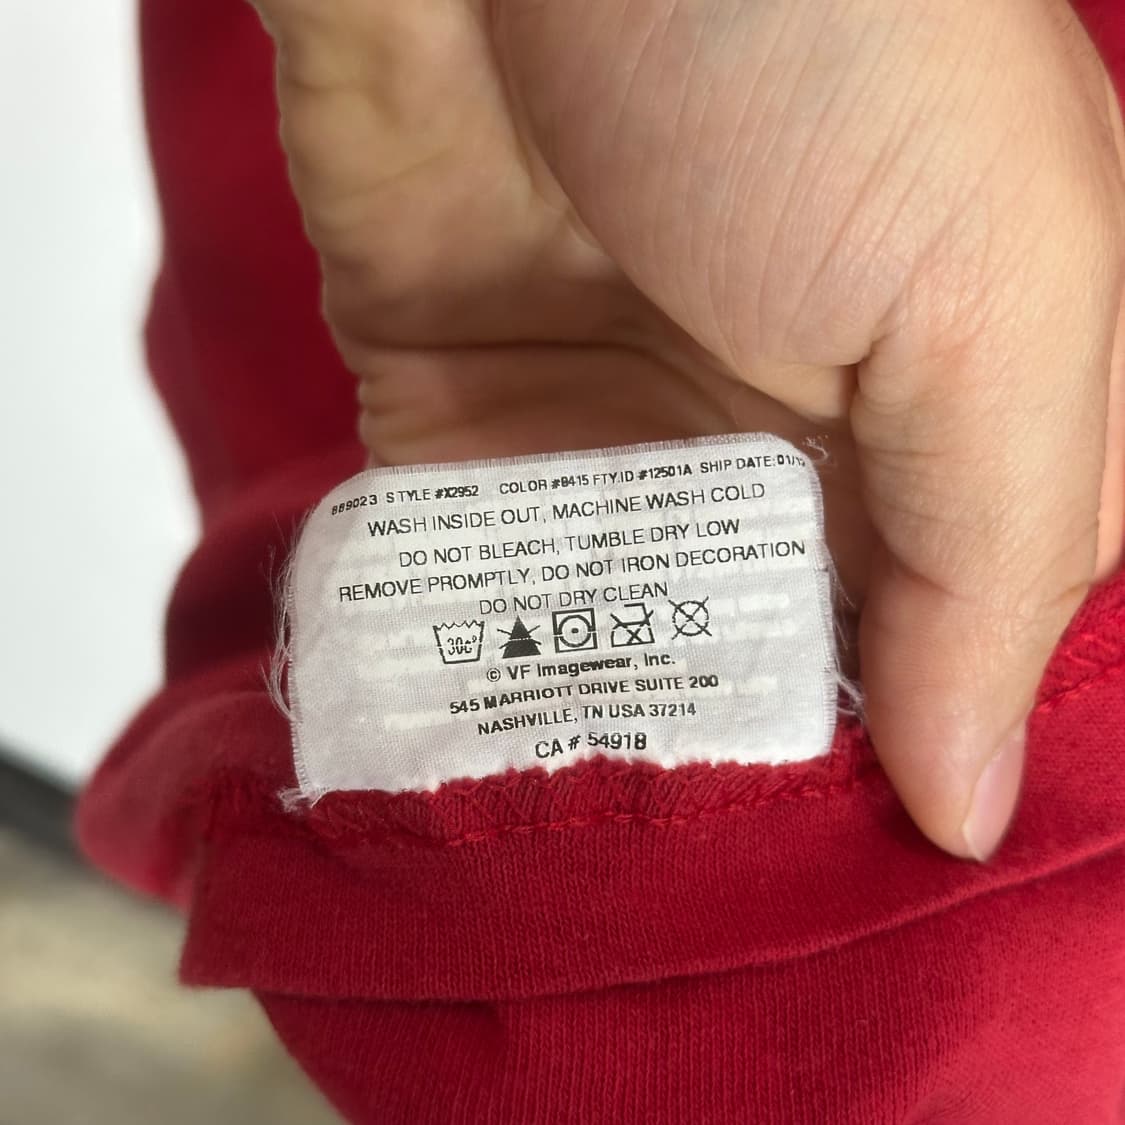 889023 STYLE #X2952 COLOR #8415 FTY.ID #12501A SHIP DATE: 01/
WASH INSIDE OUT, MACHINE WASH COLD
DO NOT BLEACH, TUMBLE DRY LOW
REMOVE PROMPTLY, DO NOT IRON DECORATION
DO NOT DRY CLEAN
30c°
© VF Imagewear, Inc.
545 MARRIOTT DRIVE SUITE 200
NASHVILLE, TN USA 37214
CA # 54918